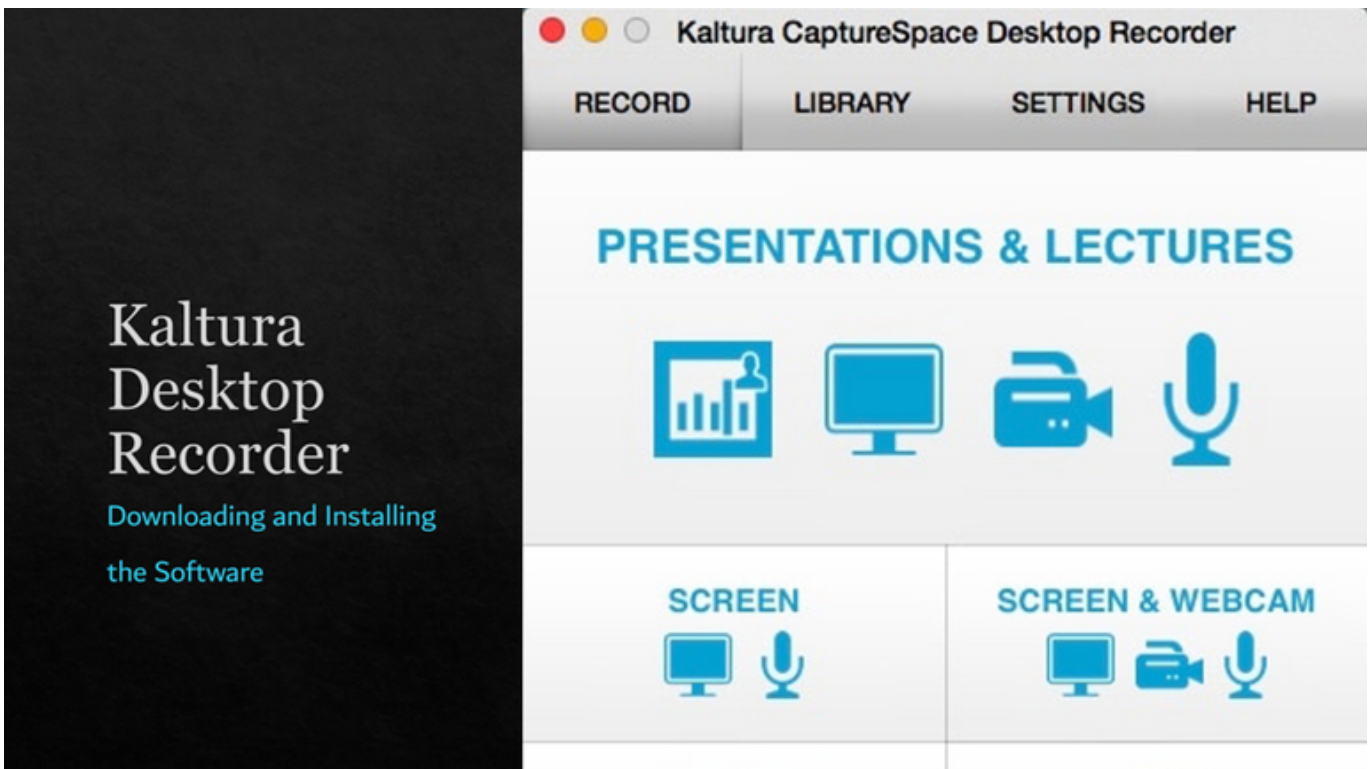 Kaltura
Desktop
Recorder
Downloading and Installing
the Software
Kaltura CaptureSpace Desktop Recorder
RECORD LIBRARY SETTINGS HELP
PRESENTATIONS & LECTURES
SCREEN SCREEN & WEBCAM